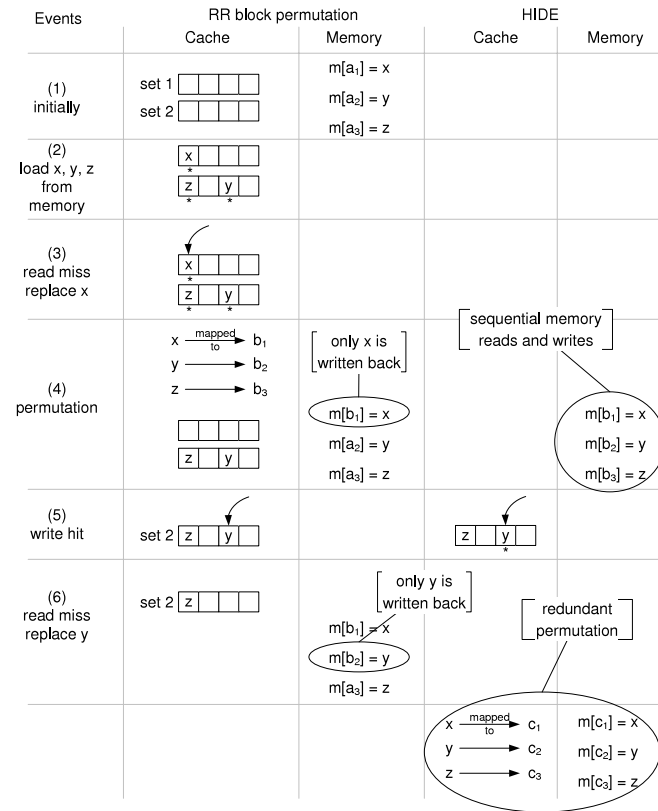 Events
RR block permutation
HIDE
Cache
Memory
Cache
Memory
(1)
initially
set 1
set 2
m[a₁] = x
m[a₂] = y
m[a₃] = z
(2)
load x, y, z
from
memory
x
*
z y
* *
(3)
read miss
replace x
x
*
z y
* *
(4)
permutation
x mapped to b₁
y b₂
z b₃
z y
only x is
written back
m[b₁] = x
m[a₂] = y
m[a₃] = z
sequential memory
reads and writes
m[b₁] = x
m[b₂] = y
m[b₃] = z
(5)
write hit
set 2 z y
z y
*
(6)
read miss
replace y
set 2 z
only y is
written back
m[b₁] = x
m[b₂] = y
m[a₃] = z
redundant
permutation
x mapped to c₁
y c₂
z c₃
m[c₁] = x
m[c₂] = y
m[c₃] = z